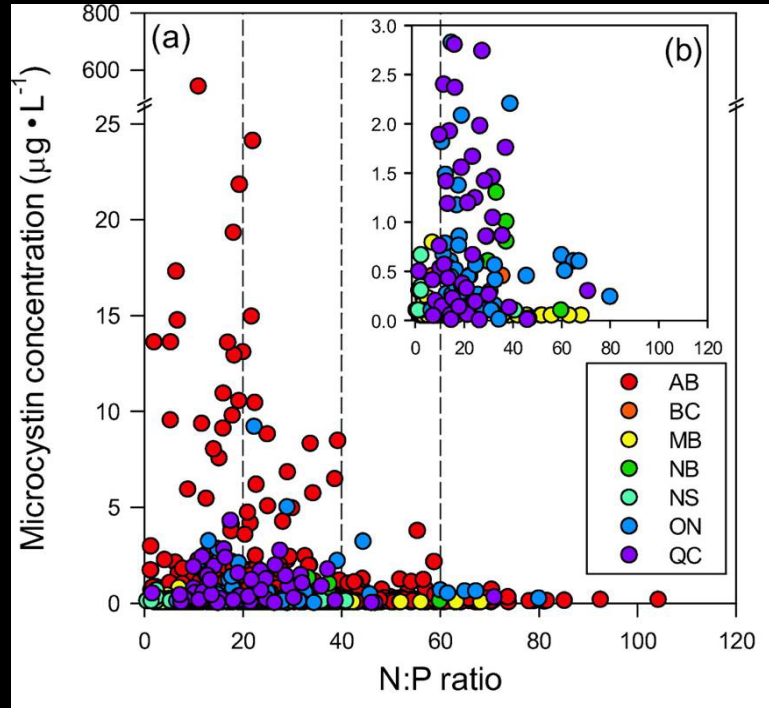 (a)
(b)
Microcystin concentration (µg • L⁻¹)
800
600
25
20
15
10
5
0
0 20 40 60 80 100 120
N:P ratio
3.0
2.5
2.0
1.5
1.0
0.5
0.0
0 20 40 60 80 100 120
AB
BC
MB
NB
NS
ON
QC